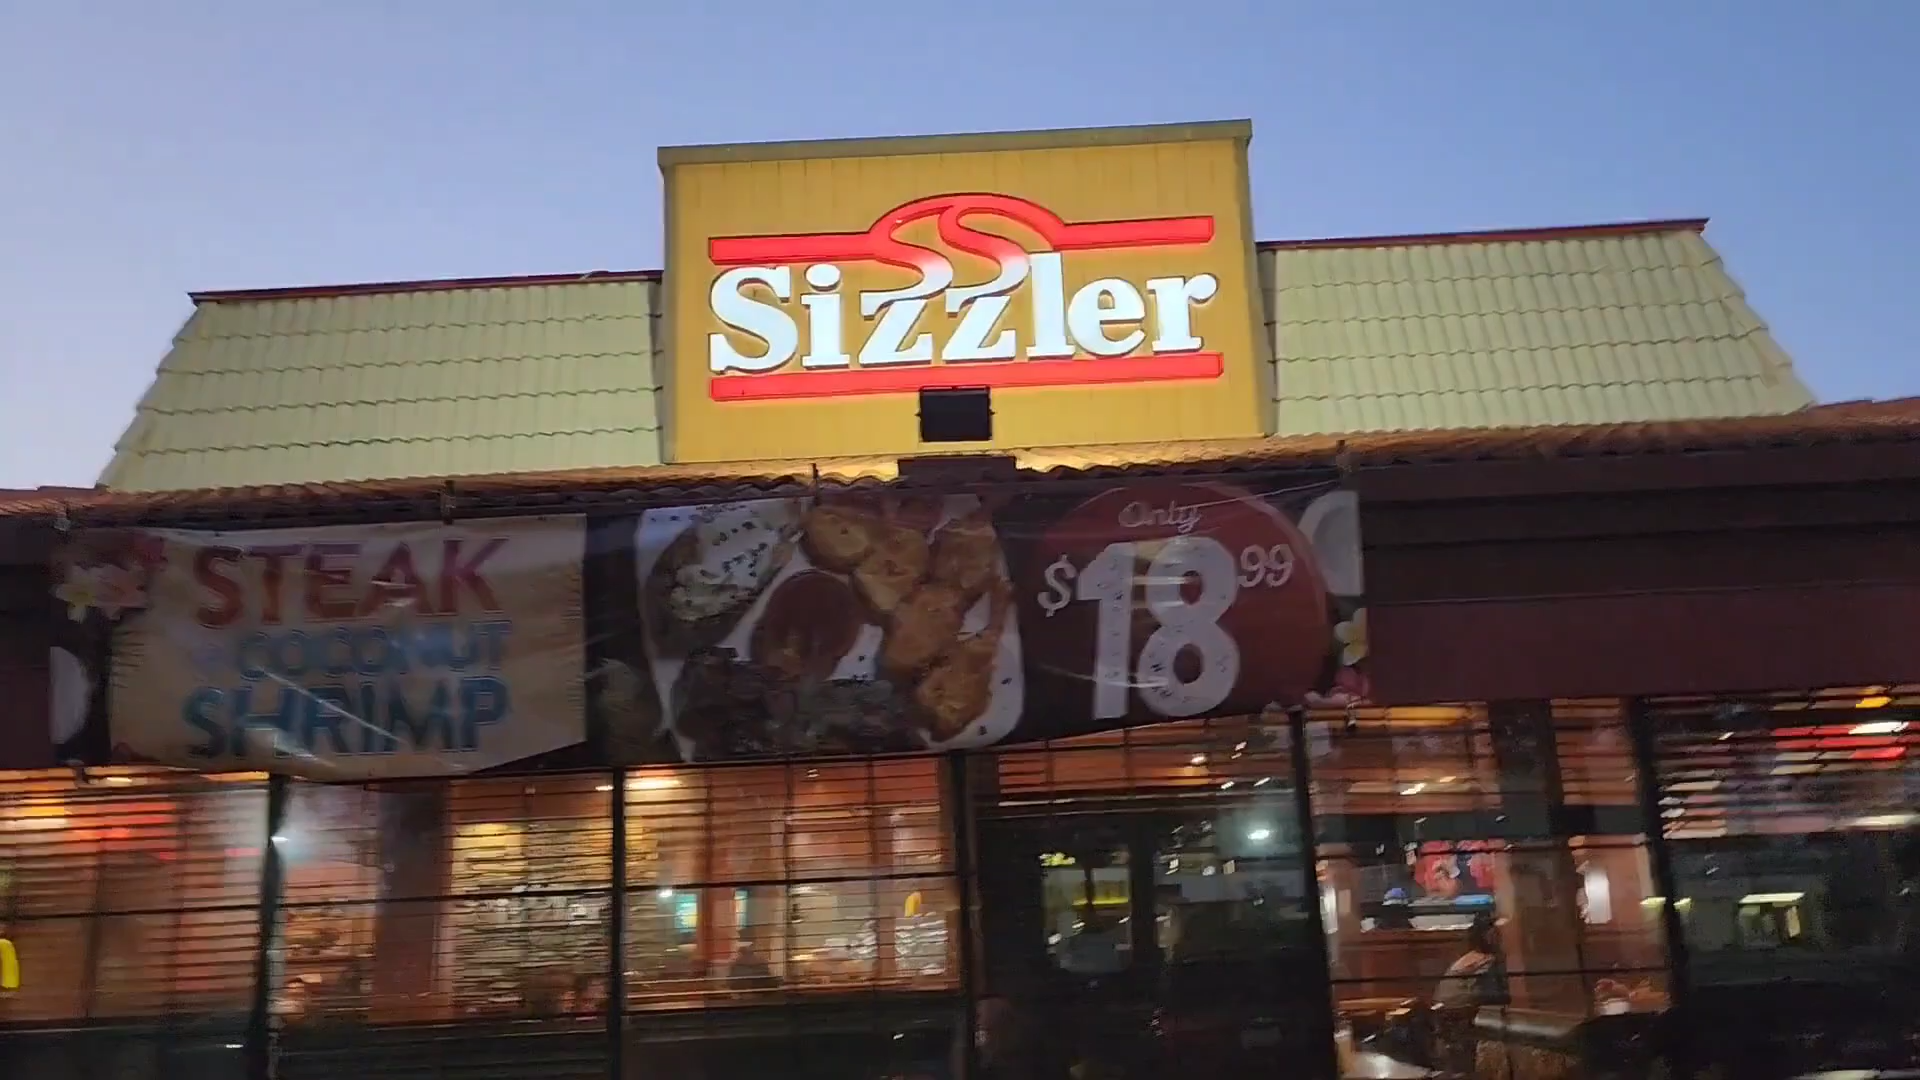 Sizzler
STEAK
COCONUT
SHRIMP
Only
$18.99